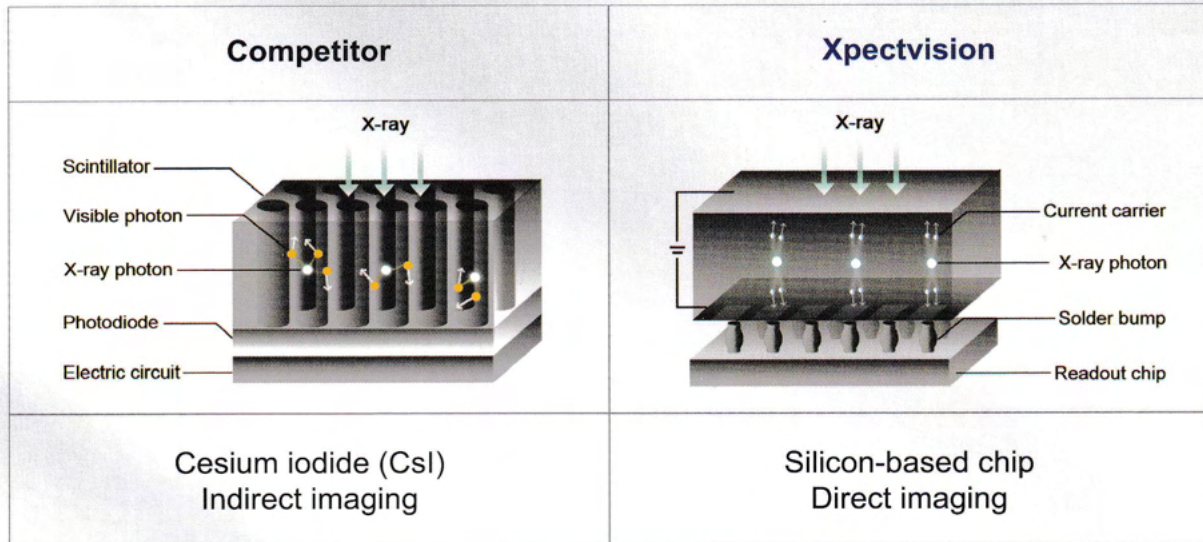 Competitor
Xpectvision
X-ray
Scintillator
Visible photon
X-ray photon
Photodiode
Electric circuit
X-ray
Current carrier
X-ray photon
Solder bump
Readout chip
Cesium iodide (CsI)
Indirect imaging
Silicon-based chip
Direct imaging